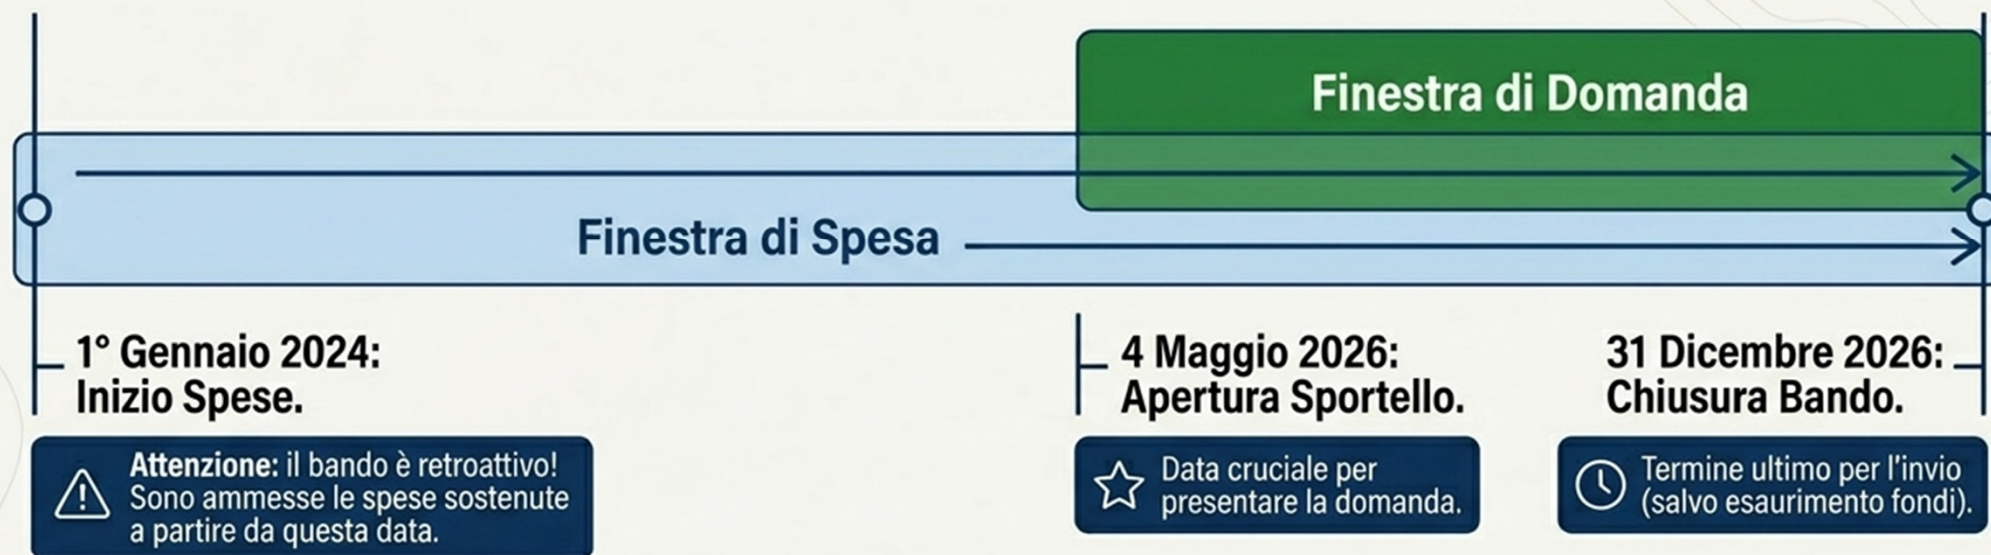 Finestra di Domanda
Finestra di Spesa
1° Gennaio 2024:
Inizio Spese.
Attenzione: il bando è retroattivo!
Sono ammesse le spese sostenute
a partire da questa data.
4 Maggio 2026:
Apertura Sportello.
Data cruciale per
presentare la domanda.
31 Dicembre 2026:
Chiusura Bando.
Termine ultimo per l'invio
(salvo esaurimento fondi).